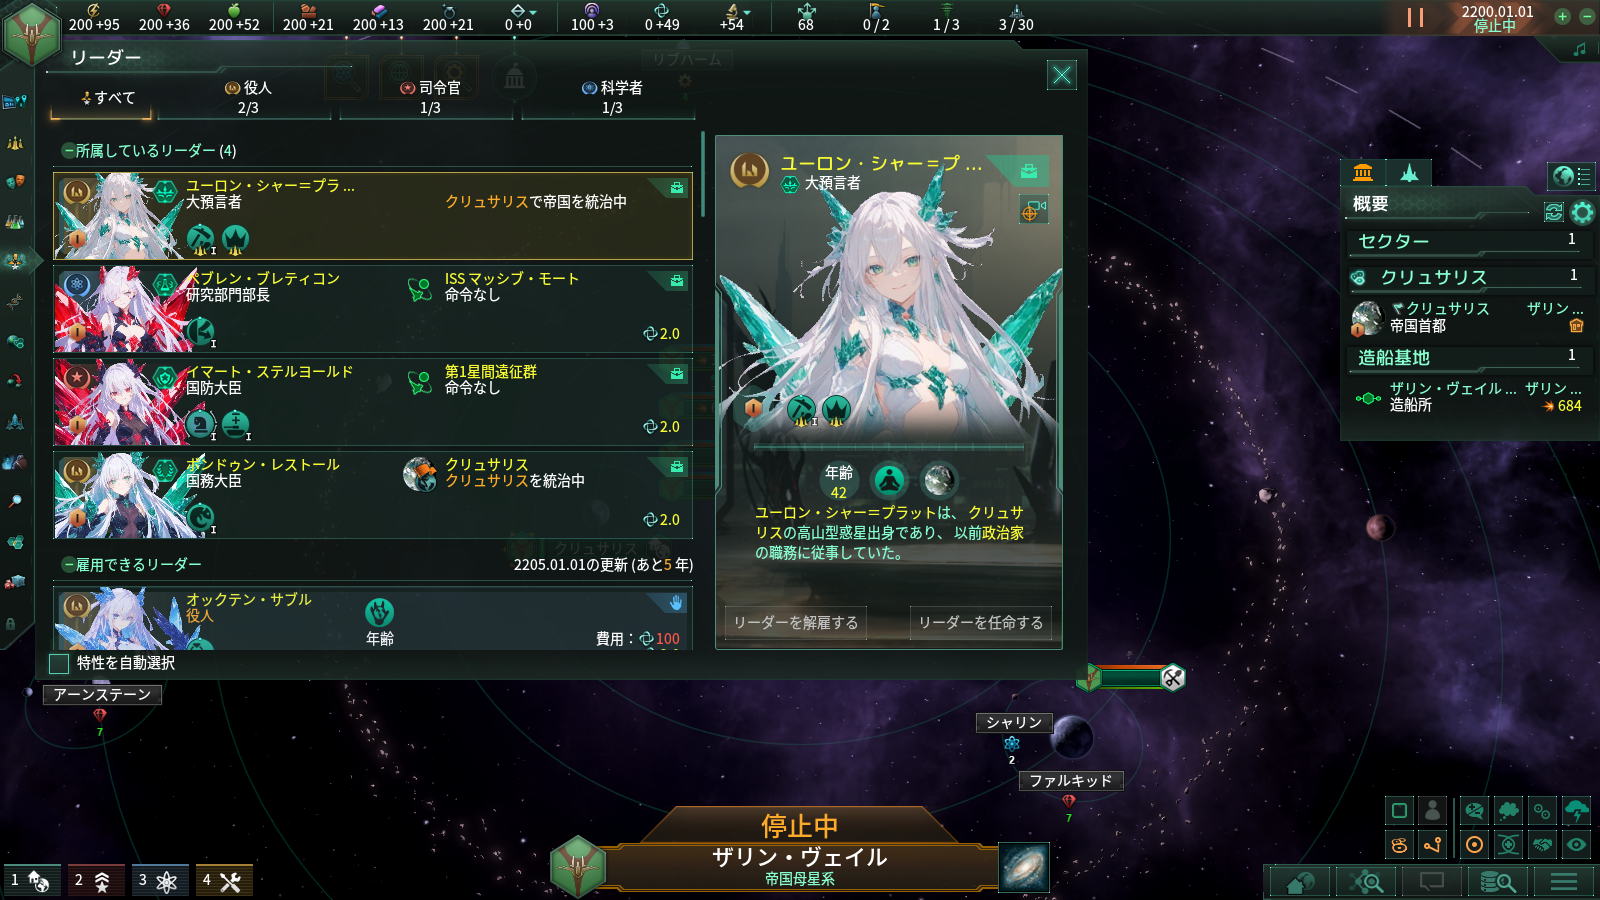 200 +95
200 +36
200 +52
200 +21
200 +13
200 +21
0 +0
100 +3
0 +49
+54
68
0 / 2
1 / 3
3 / 30
2200.01.01
停止中
リーダー
リブハーム
すべて
役人
2/3
司令官
1/3
科学者
1/3
所属しているリーダー (4)
ユーロン・シャー＝プラ ...
大預言者
クリュサリスで帝国を統治中
I
ペブレン・プレティコン
研究部門部長
ISS マッシブ・モート
命令なし
I
2.0
イマート・ステルヨールド
国防大臣
第1星間遠征群
命令なし
I
I
2.0
ボンドゥン・レストール
国務大臣
クリュサリス
クリュサリスを統治中
I
2.0
クリュサリス
雇用できるリーダー
2205.01.01の更新 (あと5 年)
オックテン・サブル
役人
年齢
費用：100
特性を自動選択
ユーロン・シャー＝プ ...
大預言者
I
年齢
42
ユーロン・シャー＝プラットは、クリュサ
リスの高山型惑星出身であり、以前政治家
の職務に従事していた。
リーダーを解雇する
リーダーを任命する
概要
セクター
1
クリュサリス
1
クリュサリス
ザリン ...
帝国首都
造船基地
1
ザリン・ヴェイル ...
ザリン ...
造船所
684
アーンステーン
7
シャリン
2
ファルキッド
7
停止中
ザリン・ヴェイル
帝国母星系
1
2
3
4